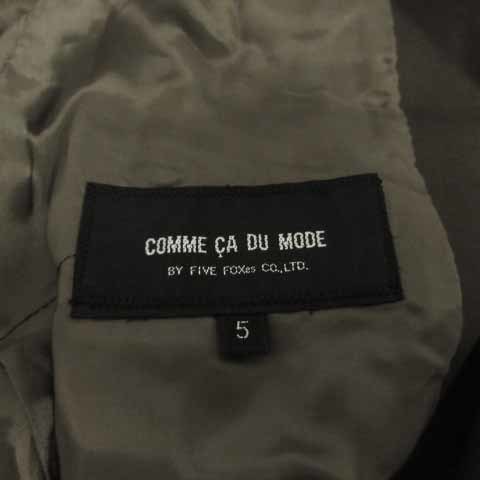 COMME ÇA DU MODE
BY FIVE FOXes CO.,LTD.
5